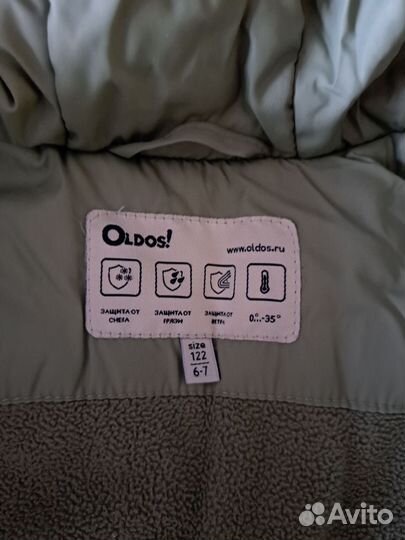 OLDOS!
www.oldos.ru
ЗАЩИТА ОТ СНЕГА
ЗАЩИТА ОТ ГРЯЗИ
ЗАЩИТА ОТ ВЕТРА
0°...-35°
size
122
6-7
Avito